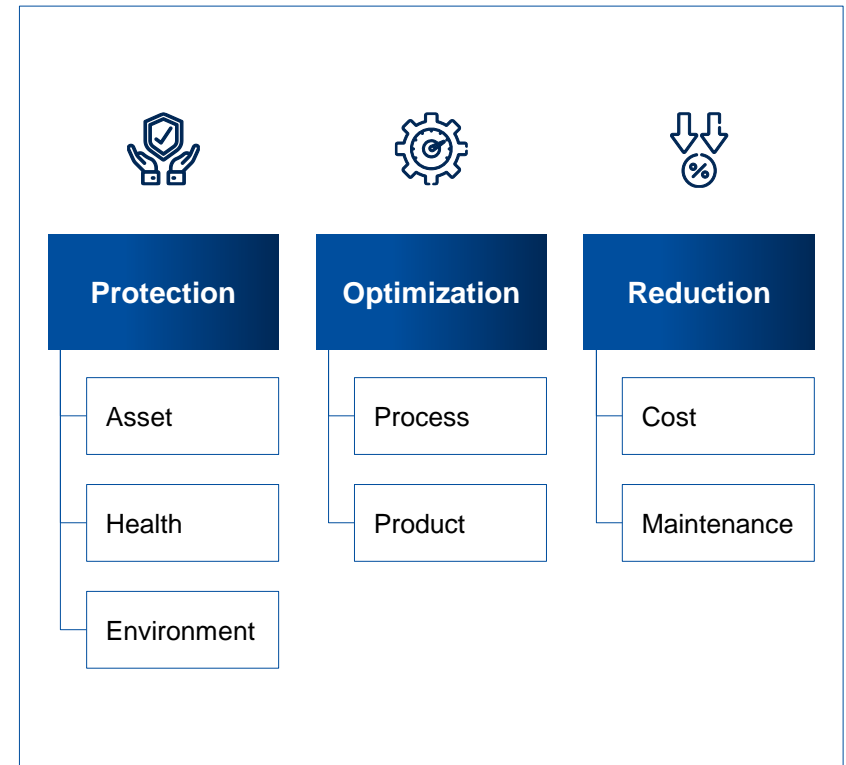 Protection
Asset
Health
Environment
Optimization
Process
Product
%
Reduction
Cost
Maintenance